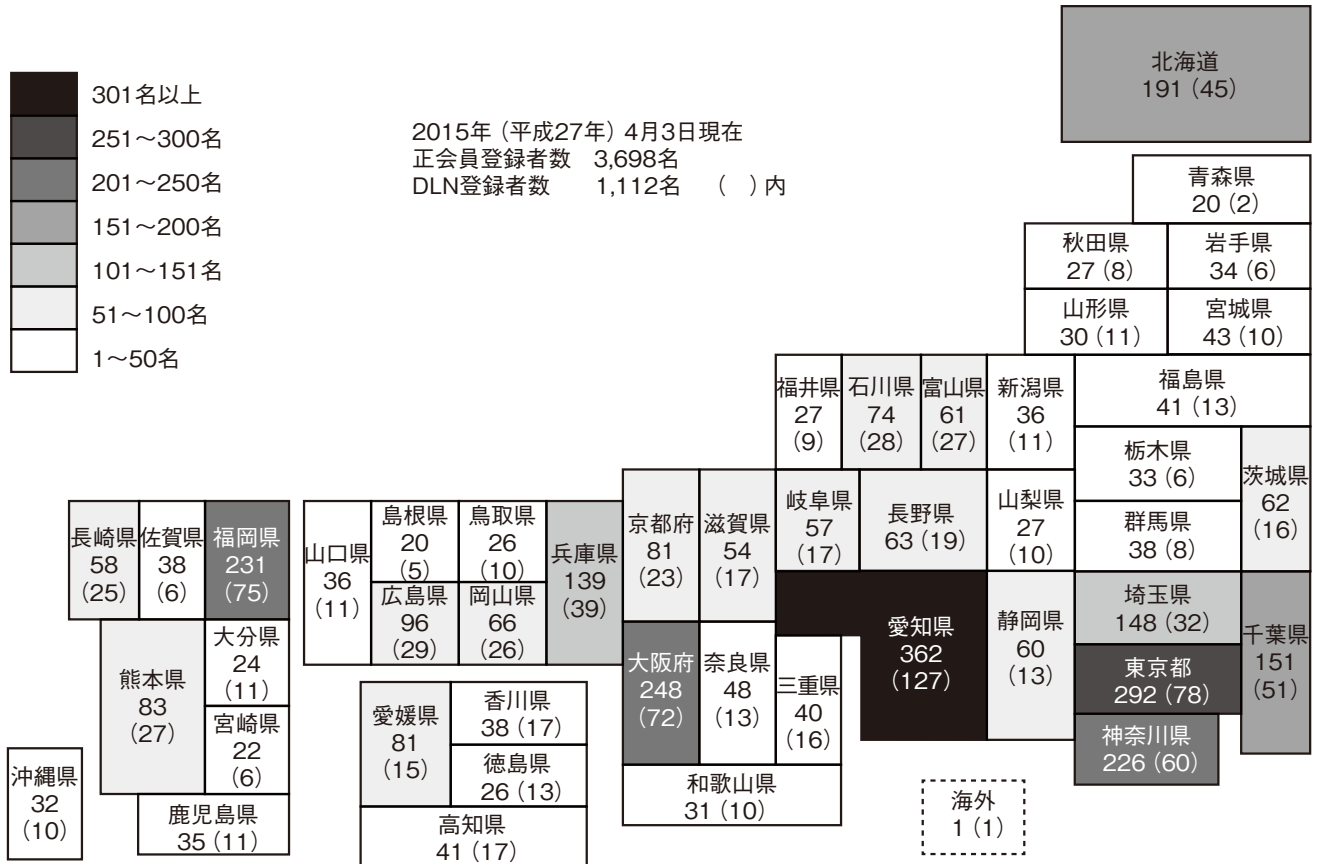 301名以上
251～300名
201～250名
151～200名
101～151名
51～100名
1～50名
2015年（平成27年）4月3日現在
正会員登録者数　3,698名
DLN登録者数　1,112名　（　）内
北海道
191（45）
青森県
20（2）
秋田県
27（8）
岩手県
34（6）
山形県
30（11）
宮城県
43（10）
福井県
27
（9）
石川県
74
（28）
富山県
61
（27）
新潟県
36
（11）
福島県
41（13）
栃木県
33（6）
茨城県
62
（16）
群馬県
38（8）
岐阜県
57
（17）
長野県
63（19）
山梨県
27
（10）
京都府
81
（23）
滋賀県
54
（17）
長崎県
58
（25）
佐賀県
38
（6）
福岡県
231
（75）
山口県
36
（11）
島根県
20
（5）
鳥取県
26
（10）
兵庫県
139
（39）
広島県
96
（29）
岡山県
66
（26）
愛知県
362
（127）
静岡県
60
（13）
埼玉県
148（32）
千葉県
151
（51）
東京都
292（78）
神奈川県
226（60）
大阪府
248
（72）
奈良県
48
（13）
三重県
40
（16）
和歌山県
31（10）
熊本県
83
（27）
大分県
24
（11）
宮崎県
22
（6）
鹿児島県
35（11）
沖縄県
32
（10）
愛媛県
81
（15）
香川県
38（17）
徳島県
26（13）
高知県
41（17）
海外
1（1）